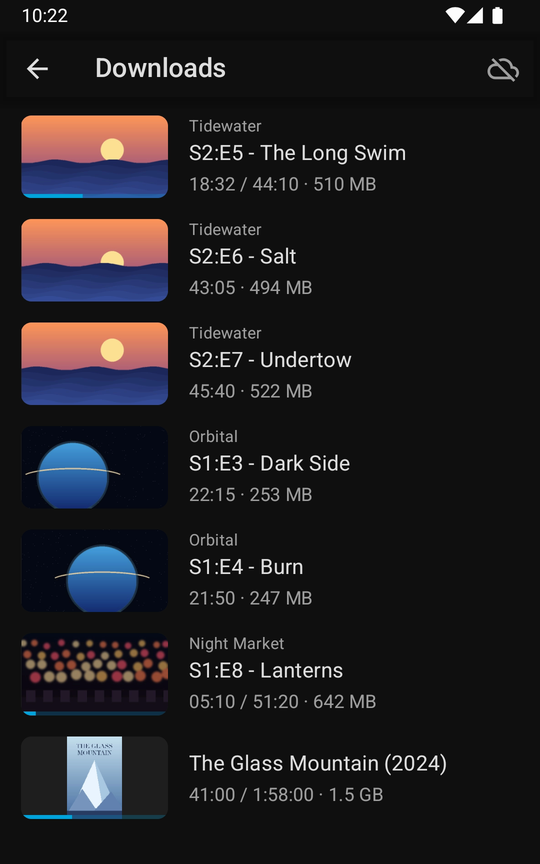 10:22
Downloads
Tidewater
S2:E5 - The Long Swim
18:32 / 44:10 · 510 MB
Tidewater
S2:E6 - Salt
43:05 · 494 MB
Tidewater
S2:E7 - Undertow
45:40 · 522 MB
Orbital
S1:E3 - Dark Side
22:15 · 253 MB
Orbital
S1:E4 - Burn
21:50 · 247 MB
Night Market
S1:E8 - Lanterns
05:10 / 51:20 · 642 MB
THE GLASS
MOUNTAIN
The Glass Mountain (2024)
41:00 / 1:58:00 · 1.5 GB